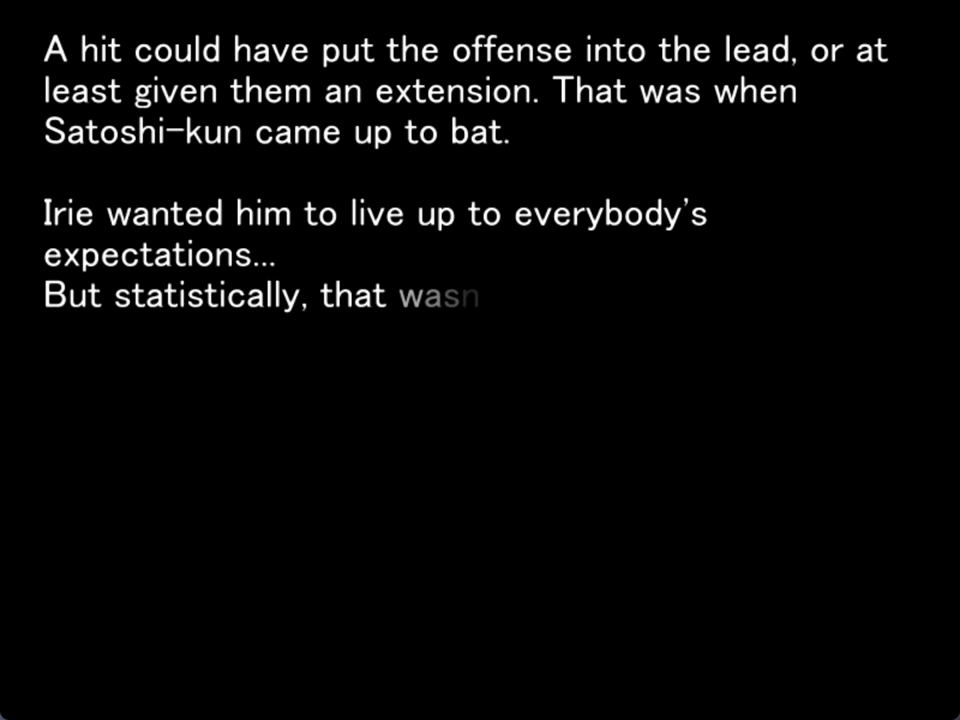 A hit could have put the offense into the lead, or at
least given them an extension. That was when
Satoshi-kun came up to bat.
Irie wanted him to live up to everybody's
expectations...
But statistically, that wasn